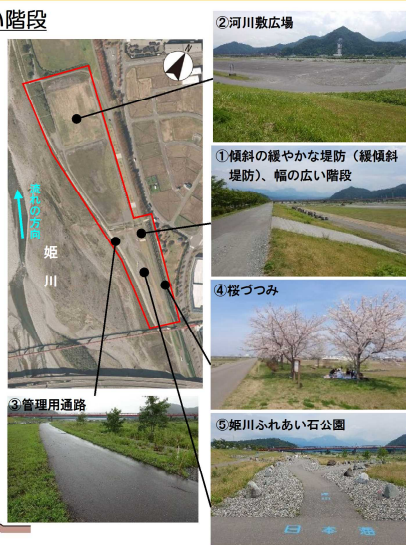 い階段
②河川敷広場
N
①傾斜の緩やかな堤防（緩傾斜
堤防）、幅の広い階段
流れの方向
姫川
④桜づつみ
③管理用通路
⑤姫川ふれあい石公園
日本海